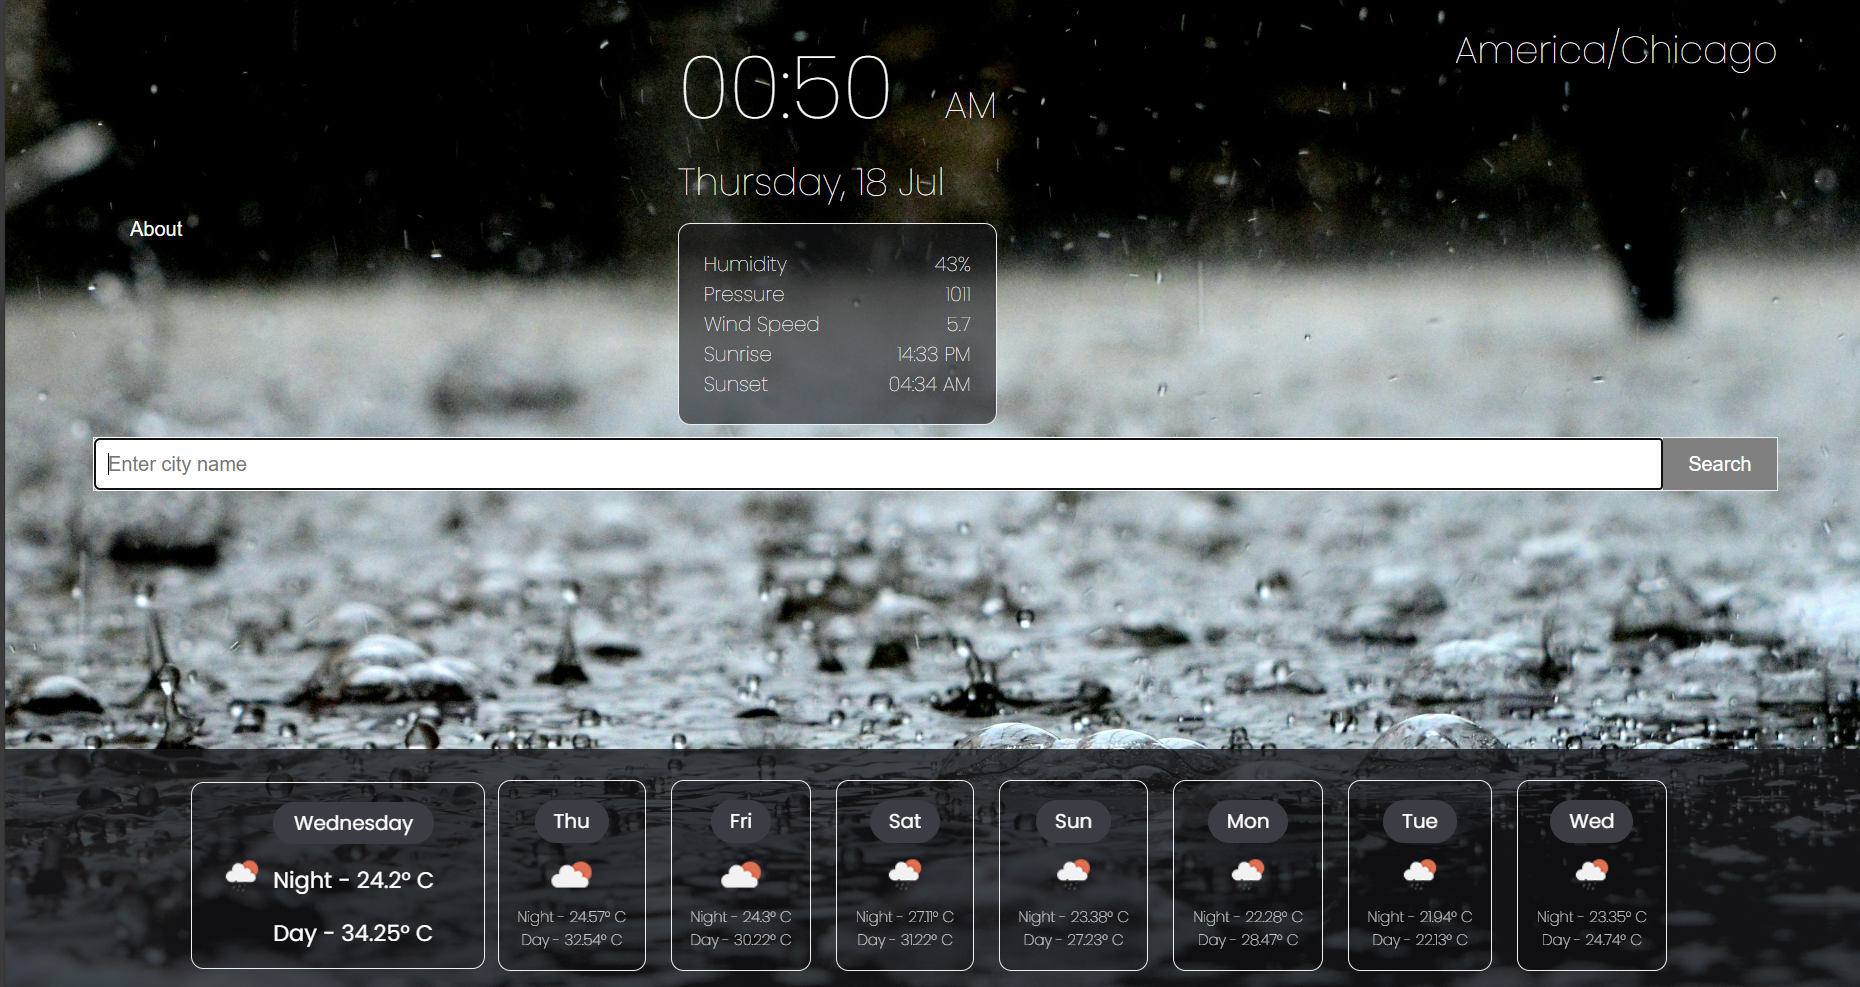 America/Chicago
00:50 AM
Thursday, 18 Jul
About
Humidity 43%
Pressure 1011
Wind Speed 5.7
Sunrise 14:33 PM
Sunset 04:34 AM
Enter city name
Search
Wednesday
Night - 24.2° C
Day - 34.25° C
Thu
Night - 24.57° C
Day - 32.54° C
Fri
Night - 24.3° C
Day - 30.22° C
Sat
Night - 27.11° C
Day - 31.22° C
Sun
Night - 23.38° C
Day - 27.23° C
Mon
Night - 22.28° C
Day - 28.47° C
Tue
Night - 21.94° C
Day - 22.13° C
Wed
Night - 23.35° C
Day - 24.74° C